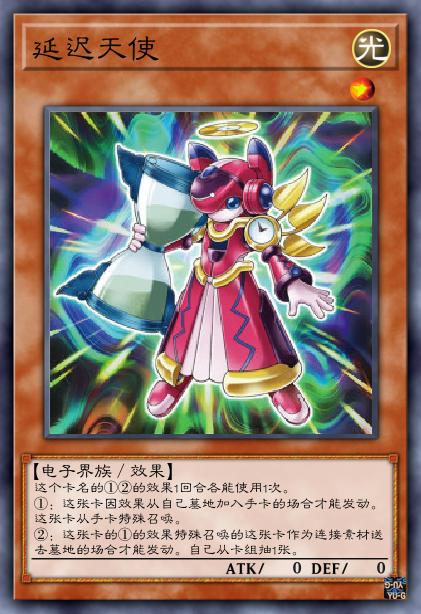 延迟天使
光
【电子界族／效果】
这个卡名的①②的效果1回合各能使用1次。
①：这张卡因效果从自己墓地加入手卡的场合才能发动。
这张卡从手卡特殊召唤。
②：这张卡的①的效果特殊召唤的这张卡作为连接素材送
去墓地的场合才能发动。自己从卡组抽1张。
ATK/ 0 DEF/ 0